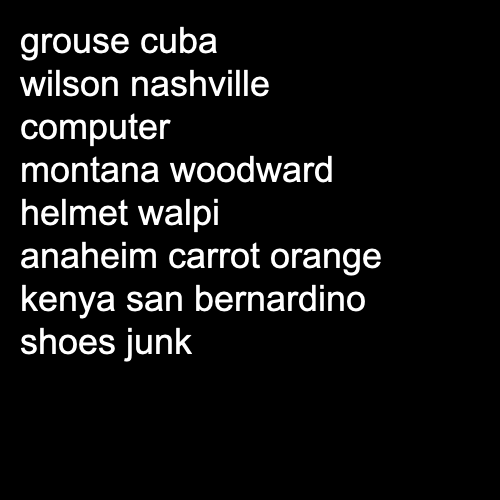 grouse cuba
wilson nashville
computer
montana woodward
helmet walpi
anaheim carrot orange
kenya san bernardino
shoes junk